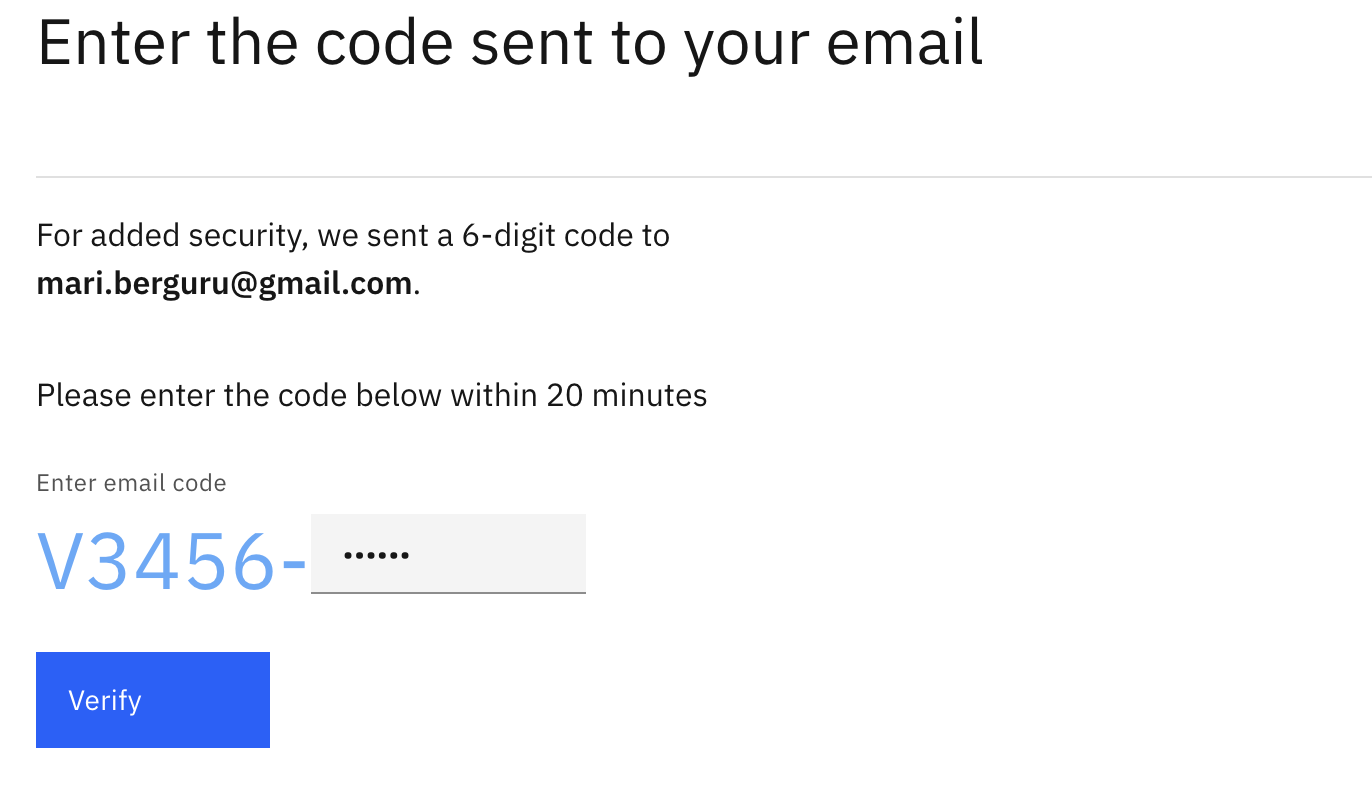 Enter the code sent to your email
For added security, we sent a 6-digit code to
mari.berguru@gmail.com.
Please enter the code below within 20 minutes
Enter email code
V3456- ••••••
Verify